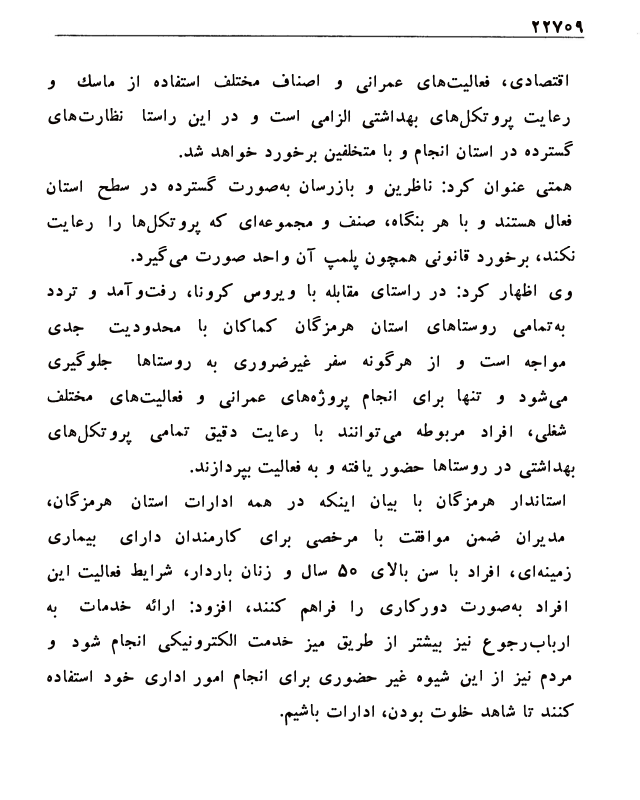 ۲۲۷۰۹
اقتصادی، فعالیت‌های عمرانی و اصناف مختلف استفاده از ماسك و
رعایت پروتکل‌های بهداشتی الزامی است و در این راستا نظارت‌های
گسترده در استان انجام و با متخلفین برخورد خواهد شد.
همتی عنوان کرد: ناظرین و بازرسان به‌صورت گسترده در سطح استان
فعال هستند و با هر بنگاه، صنف و مجموعه‌ای که پروتکل‌ها را رعایت
نکند، برخورد قانونی همچون پلمپ آن واحد صورت می‌گیرد.
وی اظهار کرد: در راستای مقابله با ویروس کرونا، رفت‌و‌آمد و تردد
به‌تمامی روستاهای استان هرمزگان کماکان با محدودیت جدی
مواجه است و از هرگونه سفر غیرضروری به روستاها جلوگیری
می‌شود و تنها برای انجام پروژه‌های عمرانی و فعالیت‌های مختلف
شغلی، افراد مربوطه می‌توانند با رعایت دقیق تمامی پروتکل‌های
بهداشتی در روستاها حضور یافته و به فعالیت بپردازند.
استاندار هرمزگان با بیان اینکه در همه ادارات استان هرمزگان،
مدیران ضمن موافقت با مرخصی برای کارمندان دارای بیماری
زمینه‌ای، افراد با سن بالای ۵۰ سال و زنان باردار، شرایط فعالیت این
افراد به‌صورت دورکاری را فراهم کنند، افزود: ارائه خدمات به
ارباب‌رجوع نیز بیشتر از طریق میز خدمت الکترونیکی انجام شود و
مردم نیز از این شیوه غیر حضوری برای انجام امور اداری خود استفاده
کنند تا شاهد خلوت بودن، ادارات باشیم.